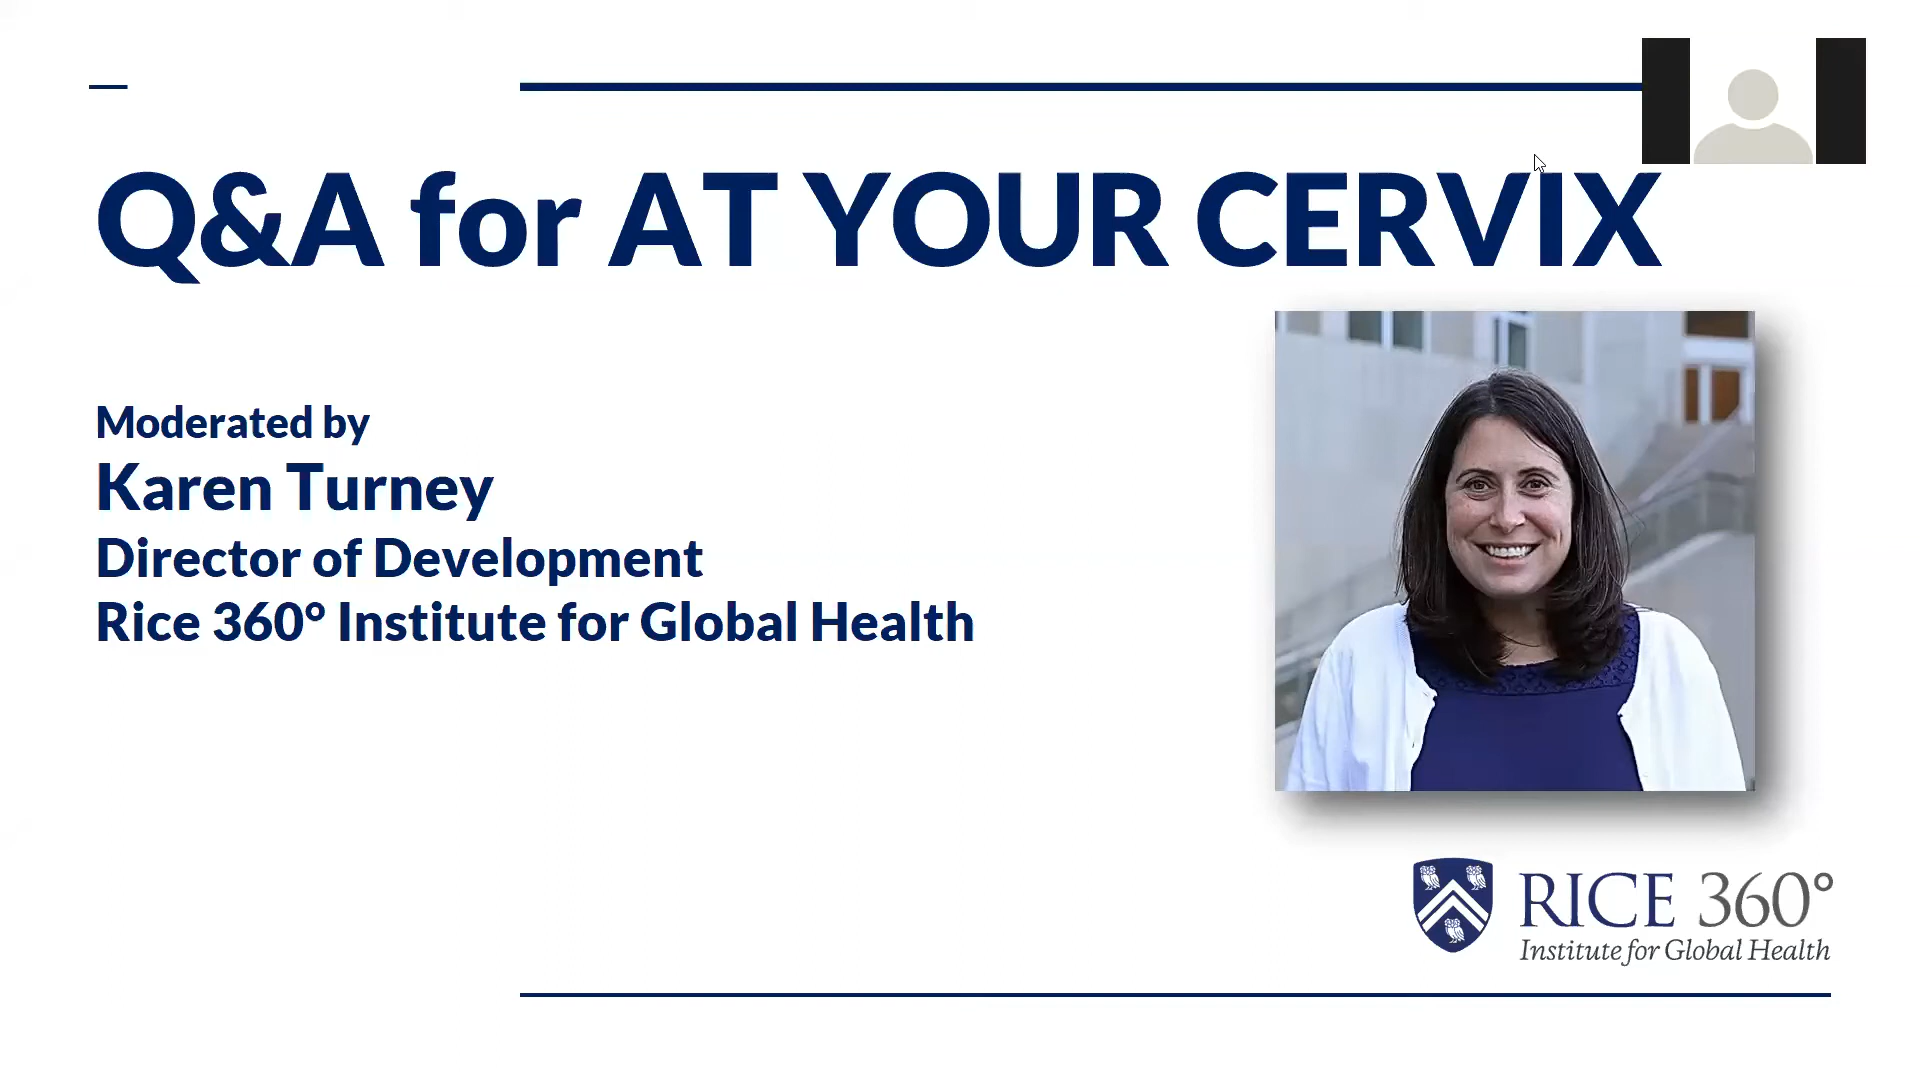 Q&A for AT YOUR CERVIX
Moderated by
Karen Turney
Director of Development
Rice 360° Institute for Global Health
RICE 360°
Institute for Global Health